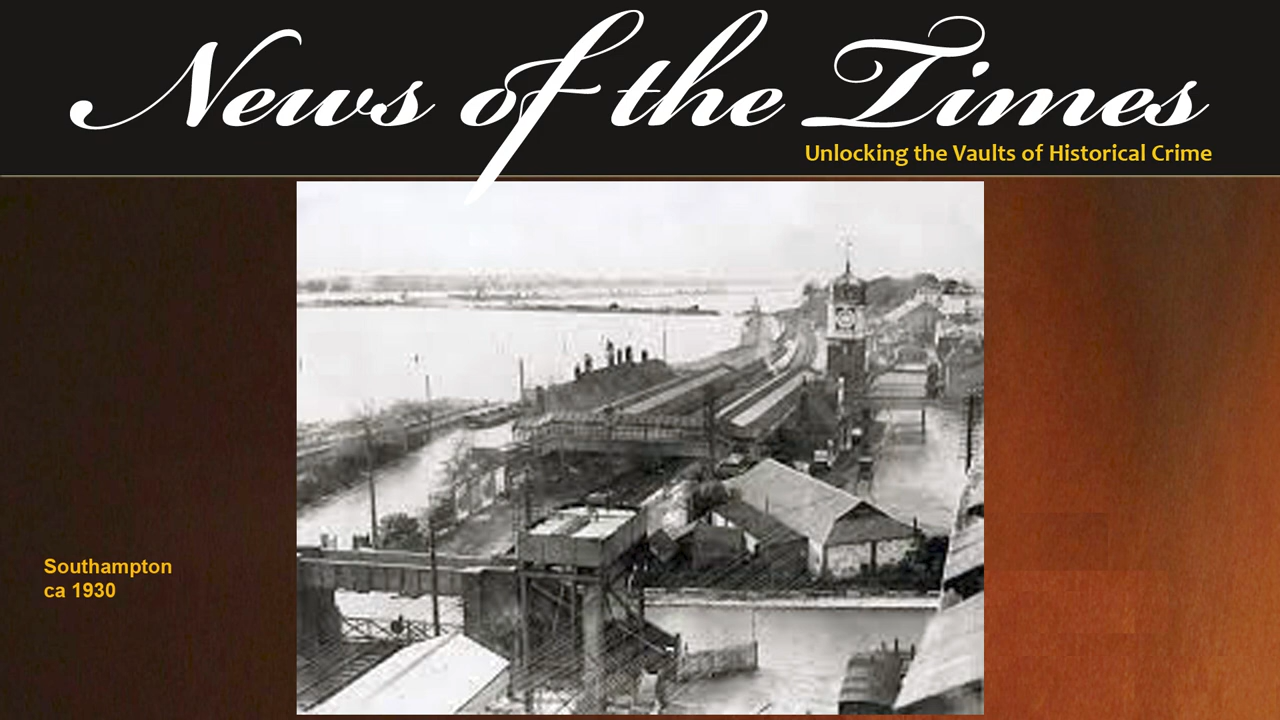 News of the Times
Unlocking the Vaults of Historical Crime
Southampton
ca 1930